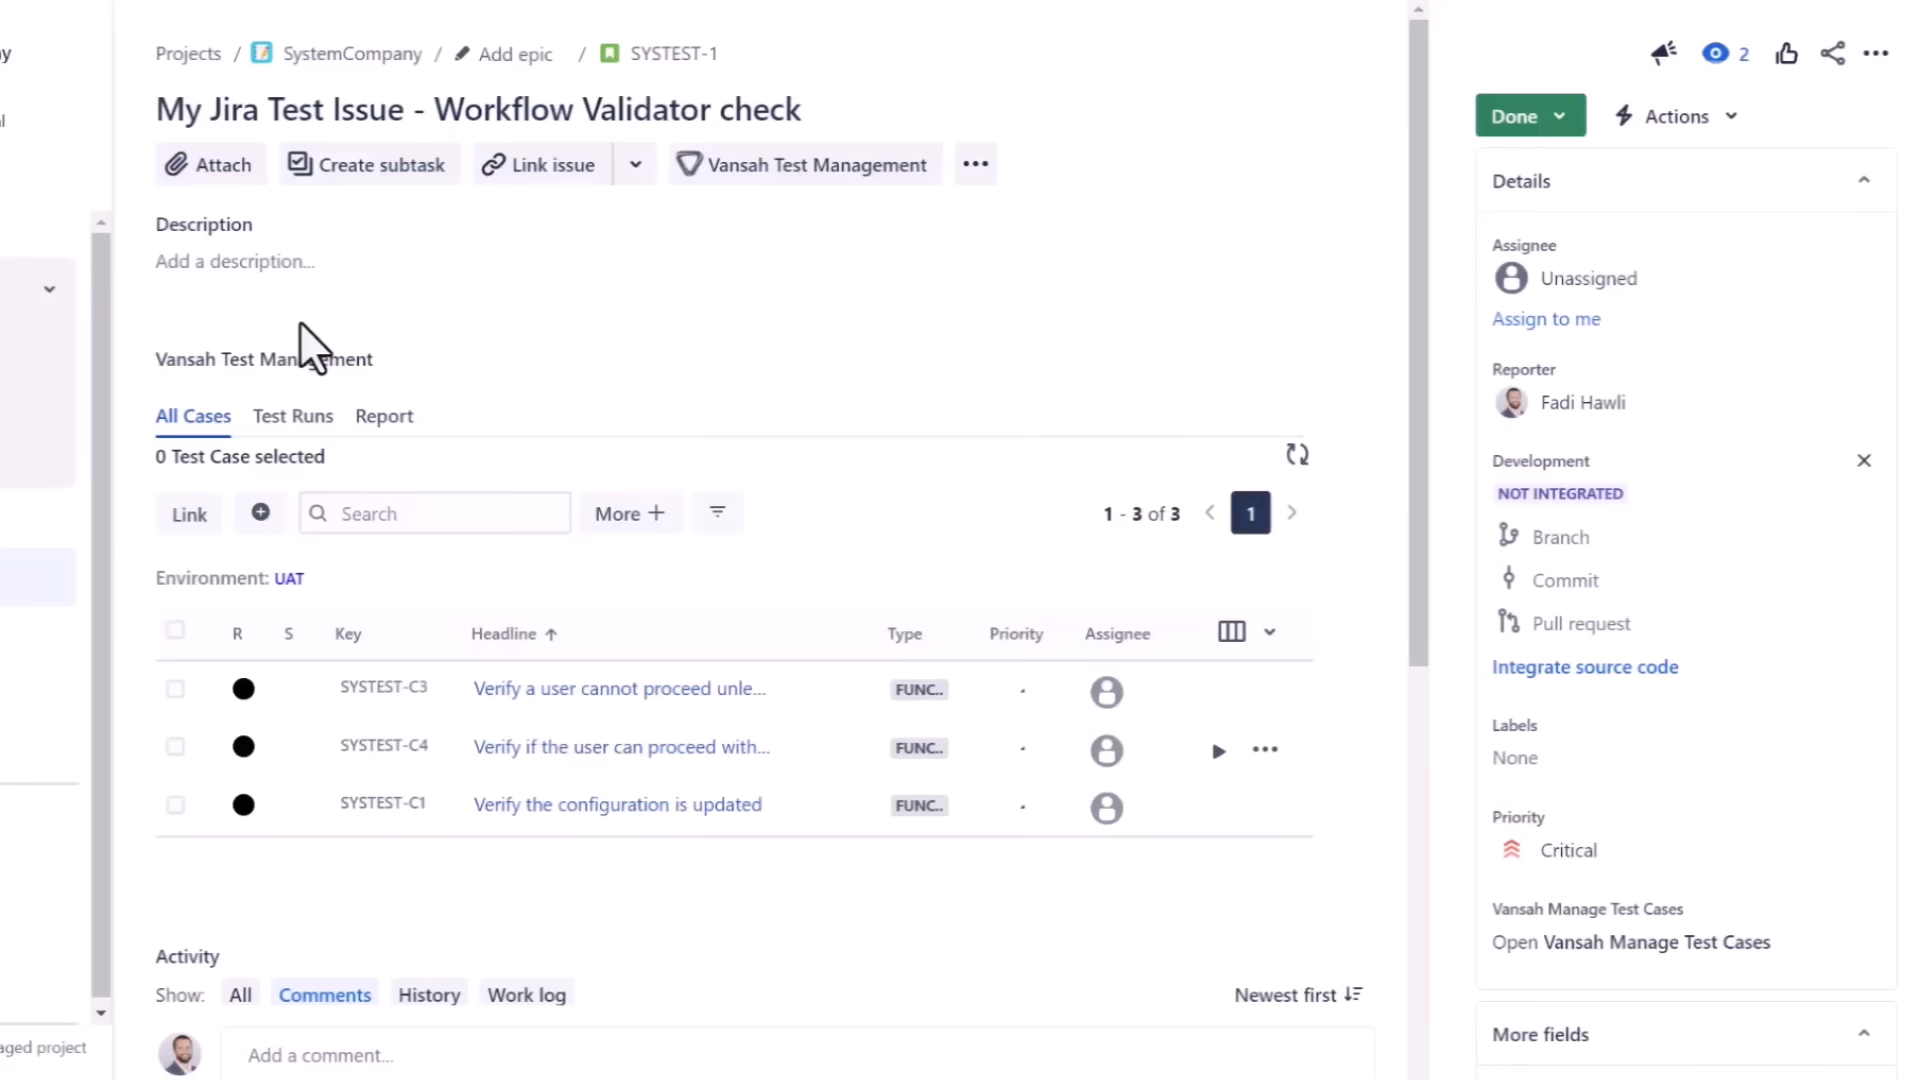 y
Projects / SystemCompany / Add epic / SYSTEST-1
2
My Jira Test Issue - Workflow Validator check
Done
Actions
Attach
Create subtask
Link issue
Vansah Test Management
Details
Description
Add a description...
Assignee
Unassigned
Assign to me
Vansah Test Management
Reporter
Fadi Hawli
All Cases
Test Runs
Report
0 Test Case selected
Development
NOT INTEGRATED
Link
Search
More +
1 - 3 of 3
1
Branch
Environment: UAT
Commit
R S Key Headline Type Priority Assignee
Pull request
Integrate source code
SYSTEST-C3 Verify a user cannot proceed unle... FUNC..
SYSTEST-C4 Verify if the user can proceed with... FUNC..
SYSTEST-C1 Verify the configuration is updated FUNC..
Labels
None
Priority
Critical
Vansah Manage Test Cases
Open Vansah Manage Test Cases
Activity
Show: All Comments History Work log
Newest first
More fields
aged project
Add a comment...